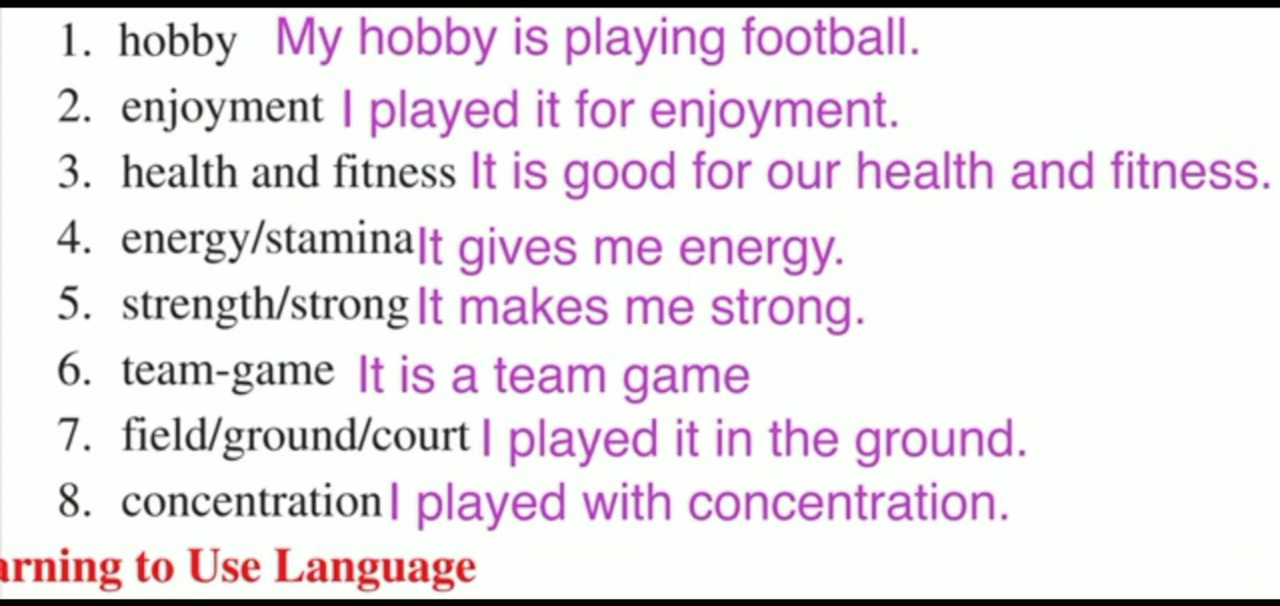 1. hobby My hobby is playing football.
2. enjoyment I played it for enjoyment.
3. health and fitness It is good for our health and fitness.
4. energy/stamina It gives me energy.
5. strength/strong It makes me strong.
6. team-game It is a team game
7. field/ground/court I played it in the ground.
8. concentration I played with concentration.
arning to Use Language